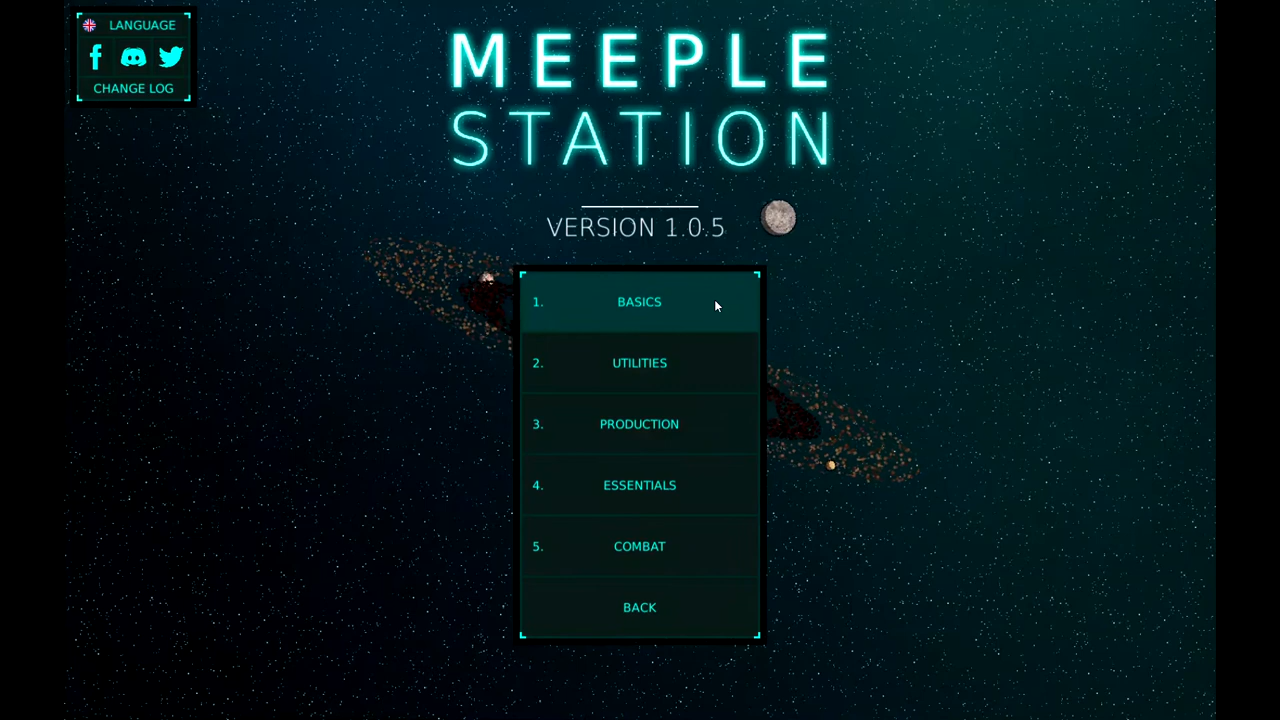 LANGUAGE
CHANGE LOG
MEEPLE
STATION
VERSION 1.0.5
1. BASICS
2. UTILITIES
3. PRODUCTION
4. ESSENTIALS
5. COMBAT
BACK